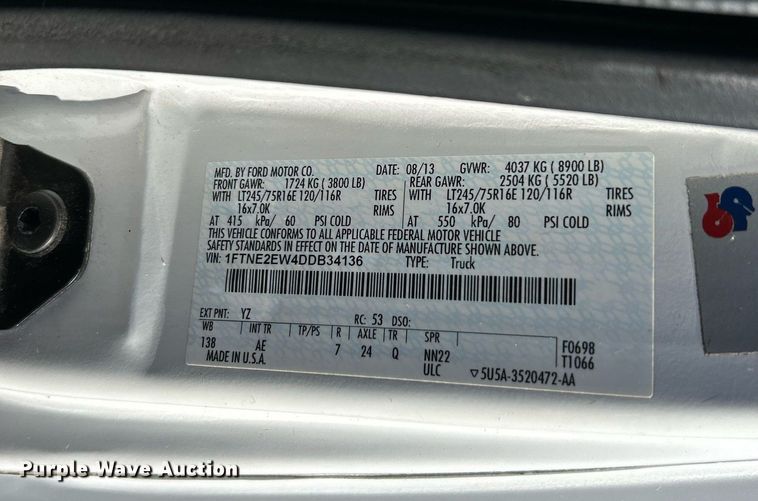 MFD. BY FORD MOTOR CO. DATE: 08/13 GVWR: 4037 KG ( 8900 LB)
FRONT GAWR: 1724 KG ( 3800 LB) REAR GAWR: 2504 KG ( 5520 LB)
WITH LT245/75R16E 120/116R TIRES WITH LT245/75R16E 120/116R TIRES
16x7.0K RIMS 16x7.0K RIMS
AT 415 kPa/ 60 PSI COLD AT 550 kPa/ 80 PSI COLD
THIS VEHICLE CONFORMS TO ALL APPLICABLE FEDERAL MOTOR VEHICLE
SAFETY STANDARDS IN EFFECT ON THE DATE OF MANUFACTURE SHOWN ABOVE.
VIN: 1FTNE2EW4DDB34136 TYPE: Truck
EXT PNT: YZ RC: 53 DSO:
WB INT TR TP/PS R AXLE TR SPR F0698
138 AE 7 24 Q NN22 T1066
MADE IN U.S.A. ULC ▽5U5A-3520472-AA
Purple Wave Auction